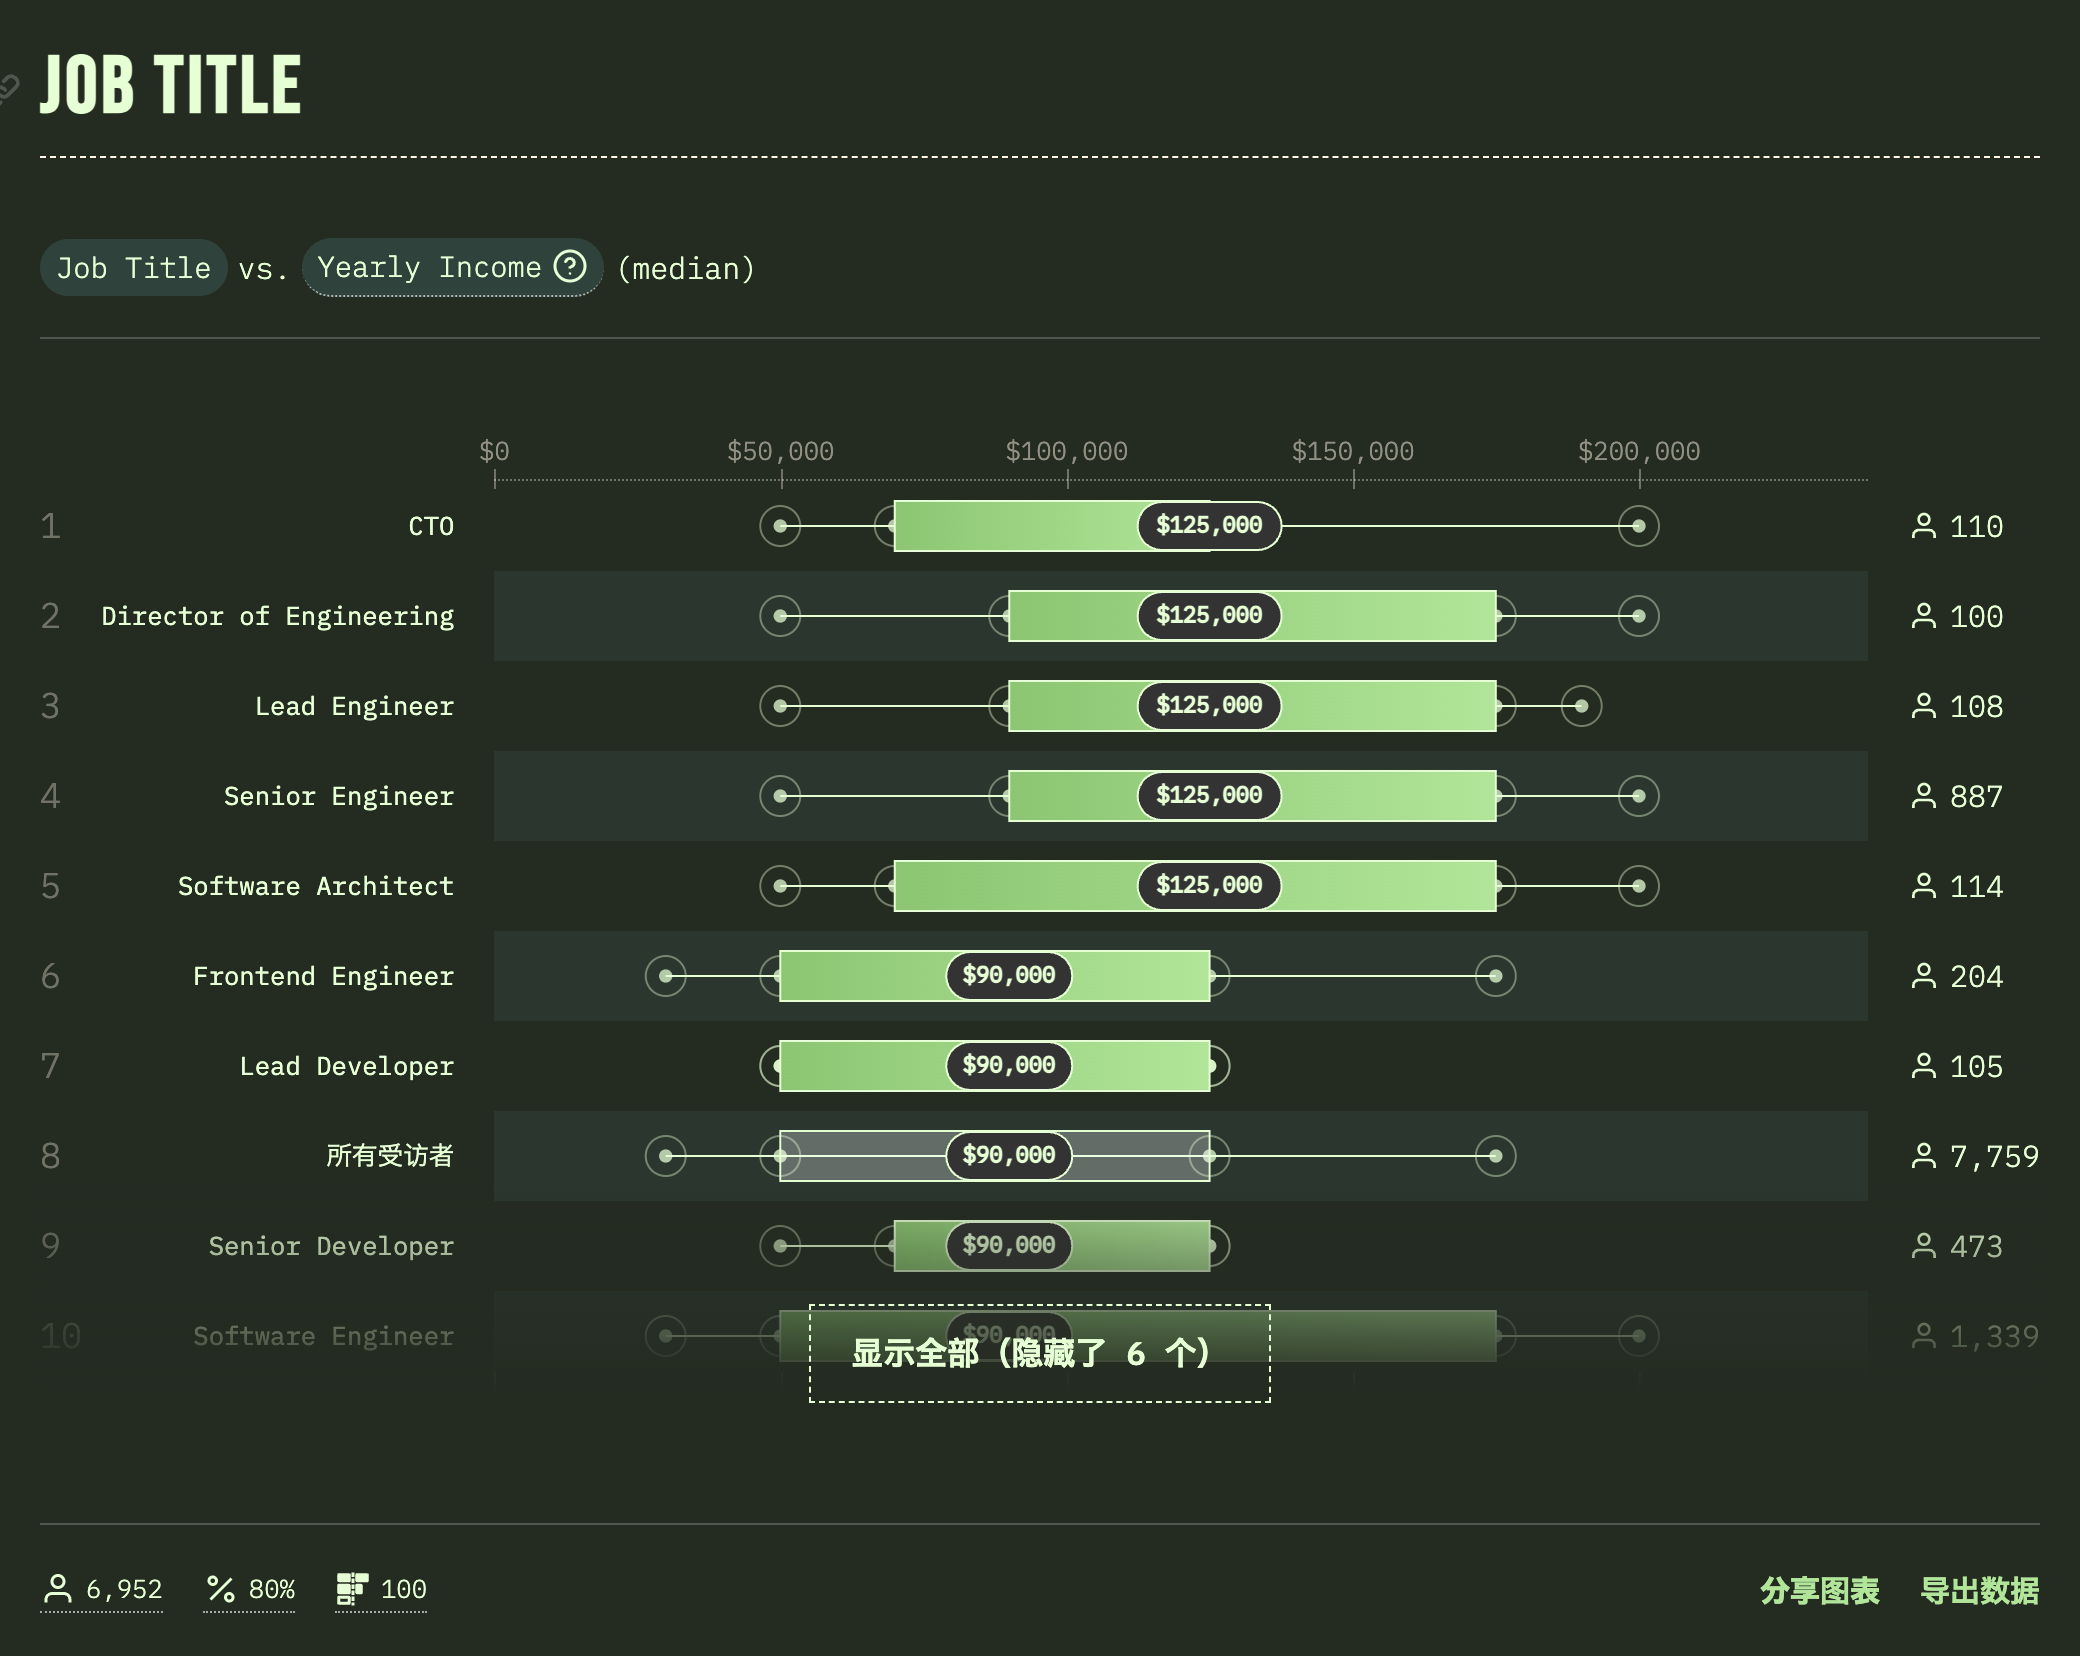 JOB TITLE
Job Title vs. Yearly Income ? (median)
$0 $50,000 $100,000 $150,000 $200,000
1 CTO $125,000 110
2 Director of Engineering $125,000 100
3 Lead Engineer $125,000 108
4 Senior Engineer $125,000 887
5 Software Architect $125,000 114
6 Frontend Engineer $90,000 204
7 Lead Developer $90,000 105
8 所有受访者 $90,000 7,759
9 Senior Developer $90,000 473
10 Software Engineer $90,000 1,339
显示全部（隐藏了 6 个）
6,952 80% 100 分享图表 导出数据